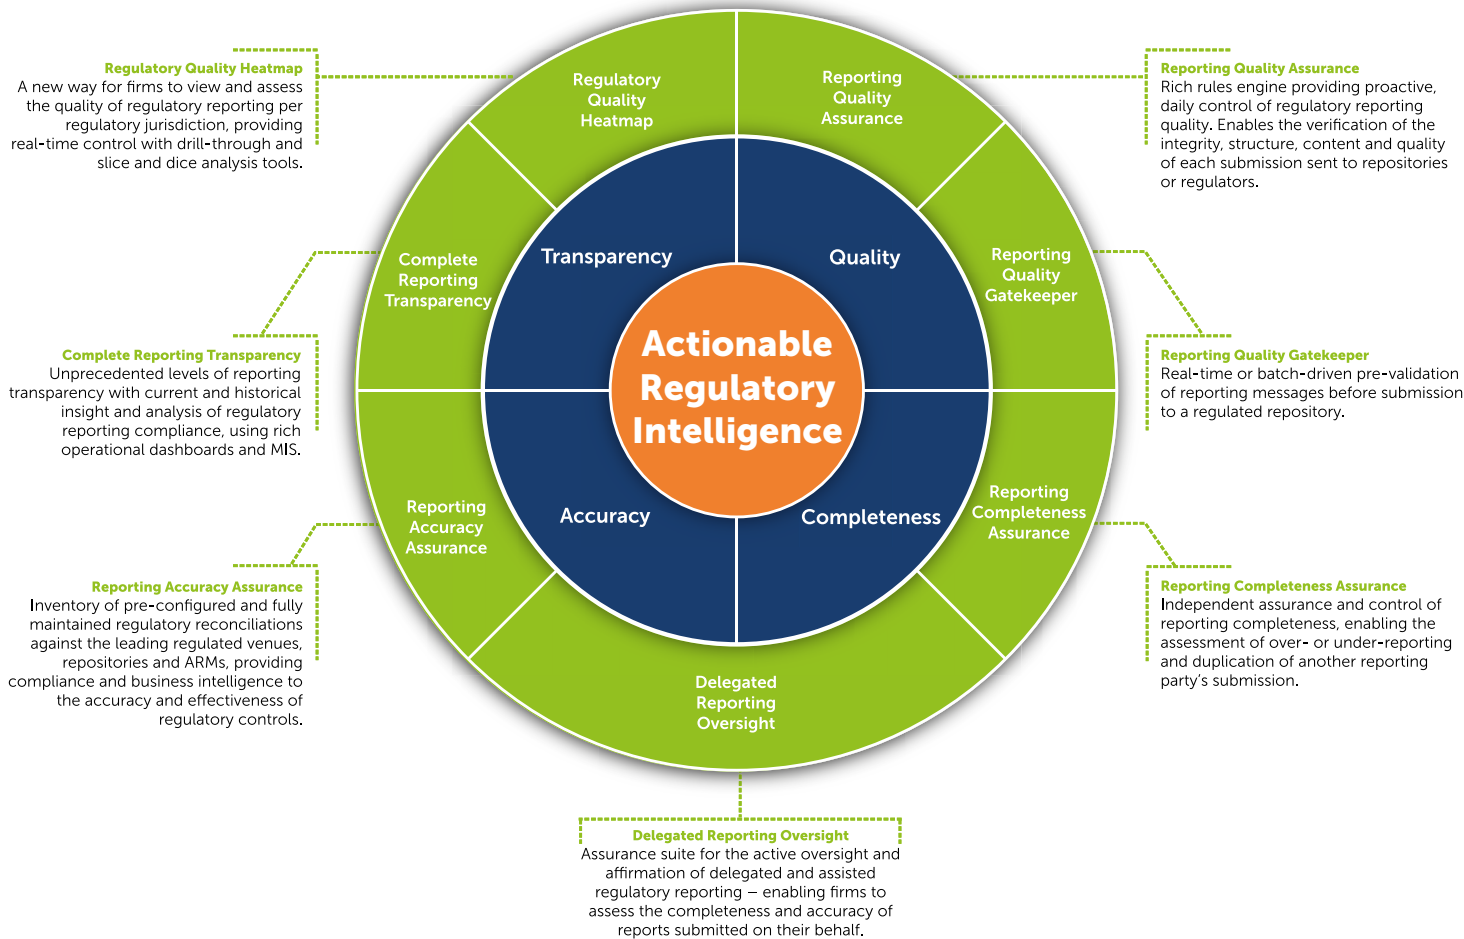 Regulatory Quality Heatmap
A new way for firms to view and assess
the quality of regulatory reporting per
regulatory jurisdiction, providing
real-time control with drill-through and
slice and dice analysis tools.
Complete Reporting Transparency
Unprecedented levels of reporting
transparency with current and historical
insight and analysis of regulatory
reporting compliance, using rich
operational dashboards and MIS.
Reporting Accuracy Assurance
Inventory of pre-configured and fully
maintained regulatory reconciliations
against the leading regulated venues,
repositories and ARMs, providing
compliance and business intelligence to
the accuracy and effectiveness of
regulatory controls.
Regulatory
Quality
Heatmap
Reporting
Quality
Assurance
Complete
Reporting
Transparency
Reporting
Quality
Gatekeeper
Transparency
Quality
Actionable
Regulatory
Intelligence
Accuracy
Completeness
Reporting
Accuracy
Assurance
Reporting
Completeness
Assurance
Delegated
Reporting
Oversight
Reporting Quality Assurance
Rich rules engine providing proactive,
daily control of regulatory reporting
quality. Enables the verification of the
integrity, structure, content and quality
of each submission sent to repositories
or regulators.
Reporting Quality Gatekeeper
Real-time or batch-driven pre-validation
of reporting messages before submission
to a regulated repository.
Reporting Completeness Assurance
Independent assurance and control of
reporting completeness, enabling the
assessment of over- or under-reporting
and duplication of another reporting
party's submission.
Delegated Reporting Oversight
Assurance suite for the active oversight and
affirmation of delegated and assisted
regulatory reporting – enabling firms to
assess the completeness and accuracy of
reports submitted on their behalf.